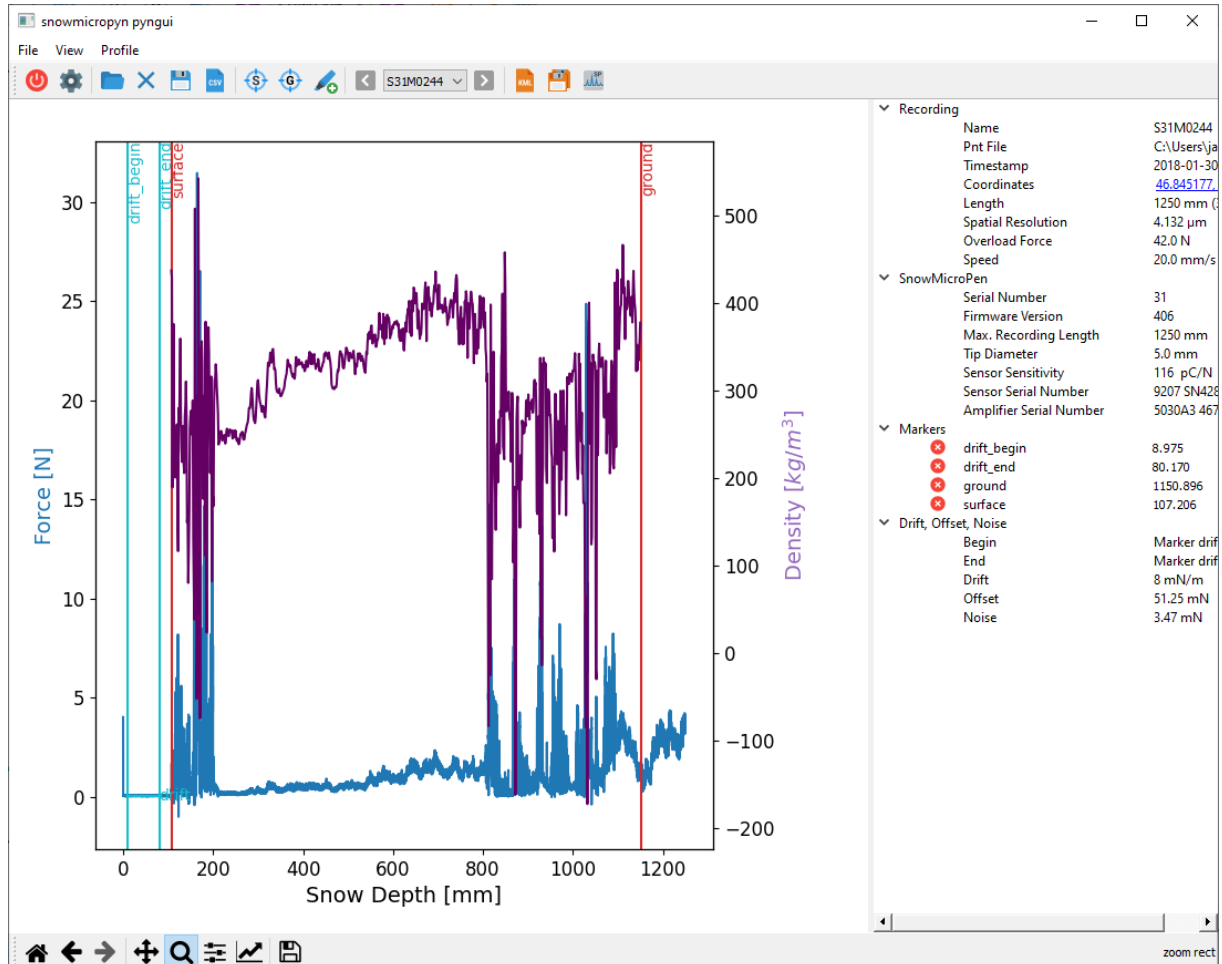 snowmicropyn pyngui
File View Profile
CSV S G S31M0244 KML SP
drift_begin
drift_end
surface
ground
drift
Force [N]
30
25
20
15
10
5
0
Density [kg/m³]
500
400
300
200
100
0
−100
−200
0 200 400 600 800 1000 1200
Snow Depth [mm]
Recording
Name S31M0244
Pnt File C:\Users\ja
Timestamp 2018-01-30
Coordinates 46.845177,
Length 1250 mm (
Spatial Resolution 4.132 µm
Overload Force 42.0 N
Speed 20.0 mm/s
SnowMicroPen
Serial Number 31
Firmware Version 406
Max. Recording Length 1250 mm
Tip Diameter 5.0 mm
Sensor Sensitivity 116 pC/N
Sensor Serial Number 9207 SN428
Amplifier Serial Number 5030A3 467
Markers
drift_begin 8.975
drift_end 80.170
ground 1150.896
surface 107.206
Drift, Offset, Noise
Begin Marker drif
End Marker drif
Drift 8 mN/m
Offset 51.25 mN
Noise 3.47 mN
zoom rect